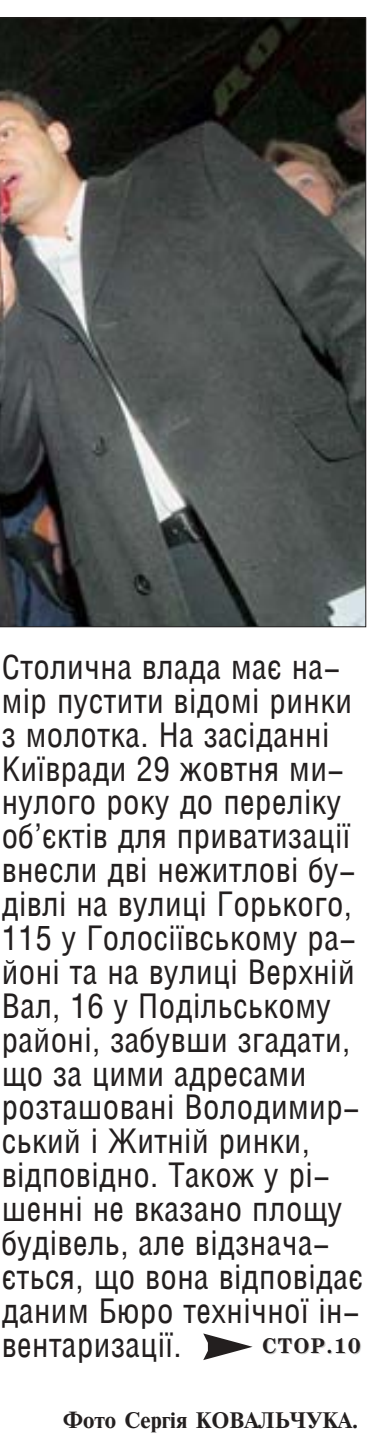 ДО
Столична влада має на-
мір пустити відомі ринки
з молотка. На засіданні
Київради 29 жовтня ми-
нулого року до переліку
об’єктів для приватизації
внесли дві нежитлові бу-
дівлі на вулиці Горького,
115 у Голосіївському ра-
йоні та на вулиці Верхній
Вал, 16 у Подільському
районі, забувши згадати,
що за цими адресами
розташовані Володимир-
ський і Житній ринки,
відповідно. Також у рі-
шенні не вказано площу
будівель, але відзнача-
ється, що вона відповідає
даним Бюро технічної ін-
вентаризації. СТОР.10
Фото Сергія КОВАЛЬЧУКА.